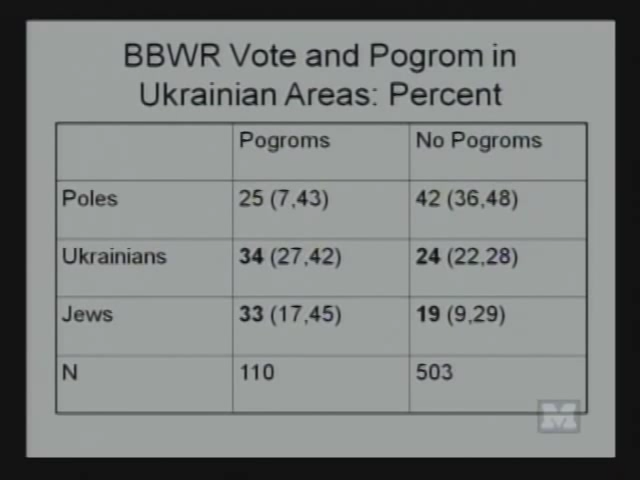 BBWR Vote and Pogrom in
Ukrainian Areas: Percent
Pogroms No Pogroms
Poles 25 (7,43) 42 (36,48)
Ukrainians 34 (27,42) 24 (22,28)
Jews 33 (17,45) 19 (9,29)
N 110 503
M